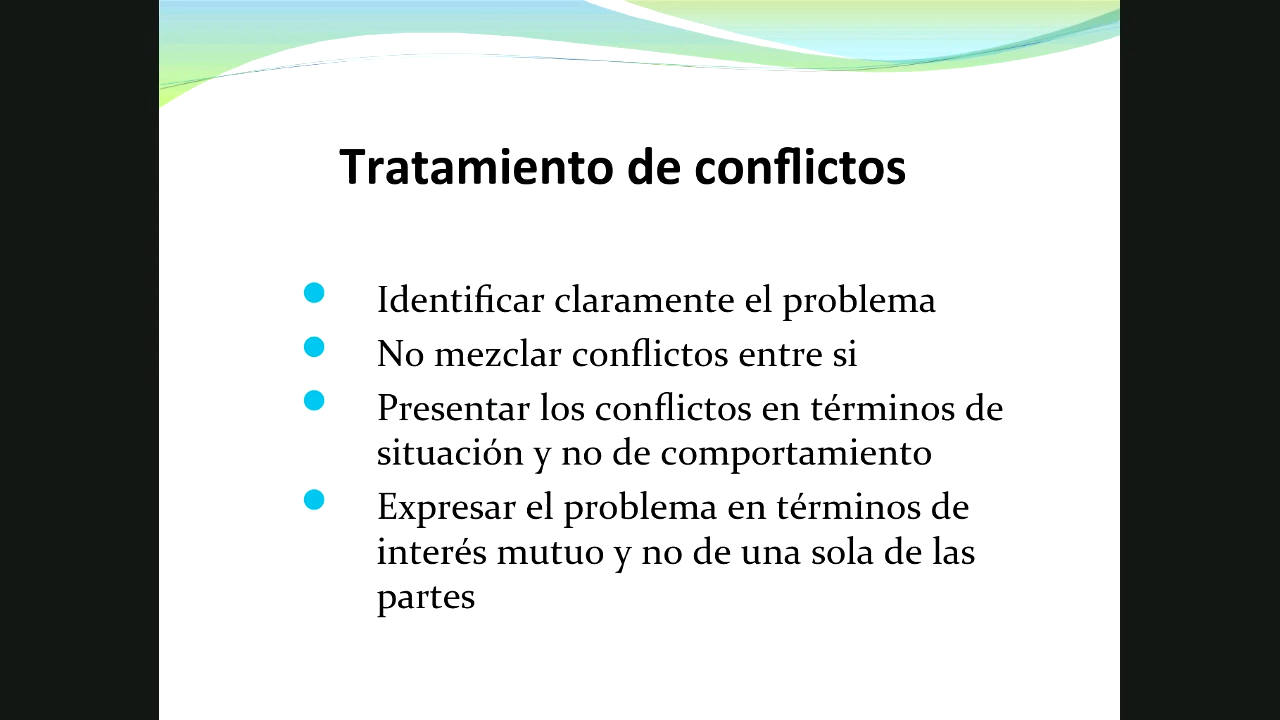 Tratamiento de conflictos
Identificar claramente el problema
No mezclar conflictos entre si
Presentar los conflictos en términos de
situación y no de comportamiento
Expresar el problema en términos de
interés mutuo y no de una sola de las
partes